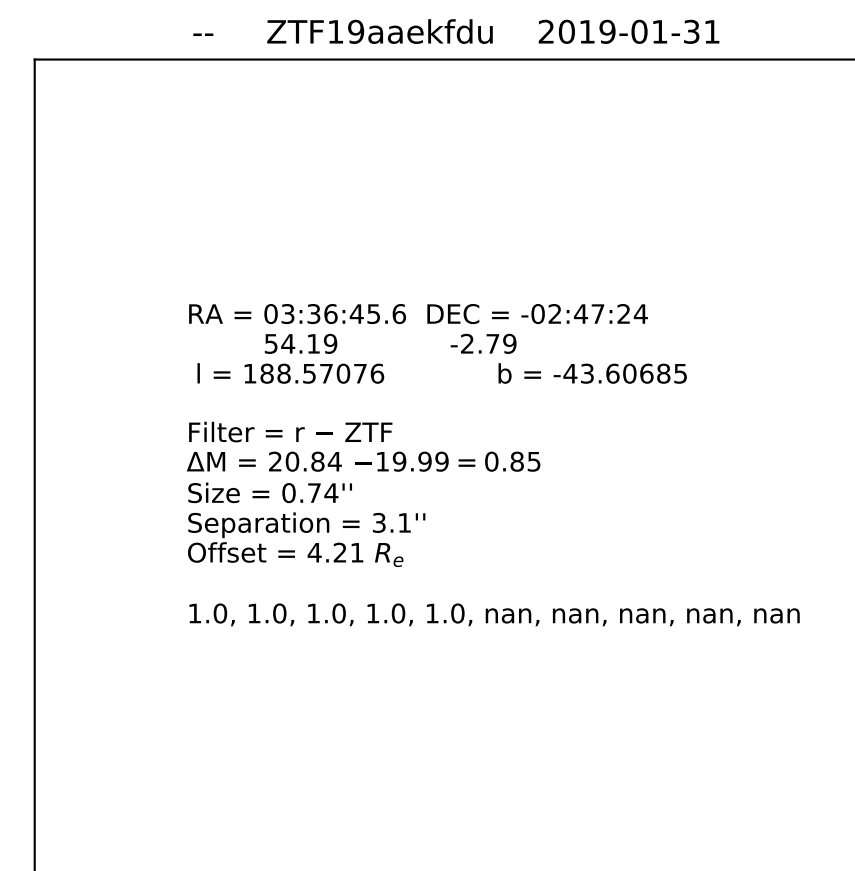 -- ZTF19aaekfdu 2019-01-31
RA = 03:36:45.6 DEC = -02:47:24
54.19 -2.79
l = 188.57076 b = -43.60685
Filter = r − ZTF
ΔM = 20.84 −19.99 = 0.85
Size = 0.74''
Separation = 3.1''
Offset = 4.21 Re
1.0, 1.0, 1.0, 1.0, 1.0, nan, nan, nan, nan, nan